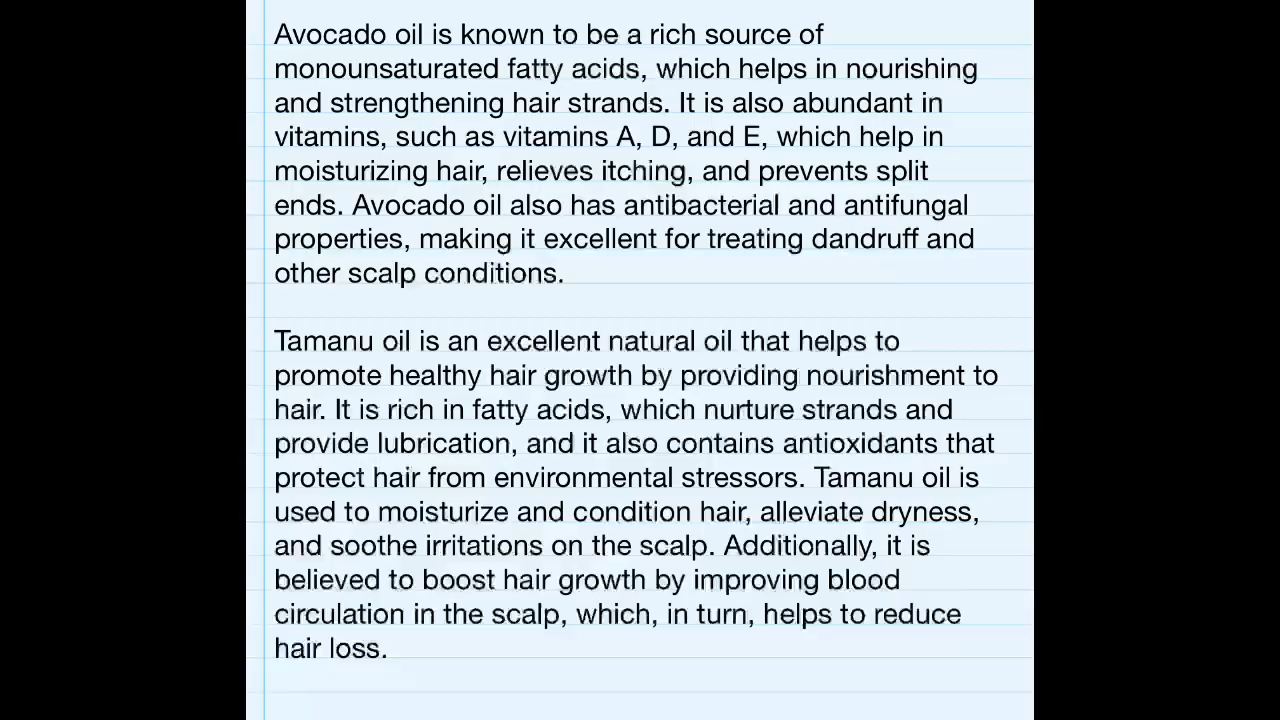 Avocado oil is known to be a rich source of
monounsaturated fatty acids, which helps in nourishing
and strengthening hair strands. It is also abundant in
vitamins, such as vitamins A, D, and E, which help in
moisturizing hair, relieves itching, and prevents split
ends. Avocado oil also has antibacterial and antifungal
properties, making it excellent for treating dandruff and
other scalp conditions.
Tamanu oil is an excellent natural oil that helps to
promote healthy hair growth by providing nourishment to
hair. It is rich in fatty acids, which nurture strands and
provide lubrication, and it also contains antioxidants that
protect hair from environmental stressors. Tamanu oil is
used to moisturize and condition hair, alleviate dryness,
and soothe irritations on the scalp. Additionally, it is
believed to boost hair growth by improving blood
circulation in the scalp, which, in turn, helps to reduce
hair loss.